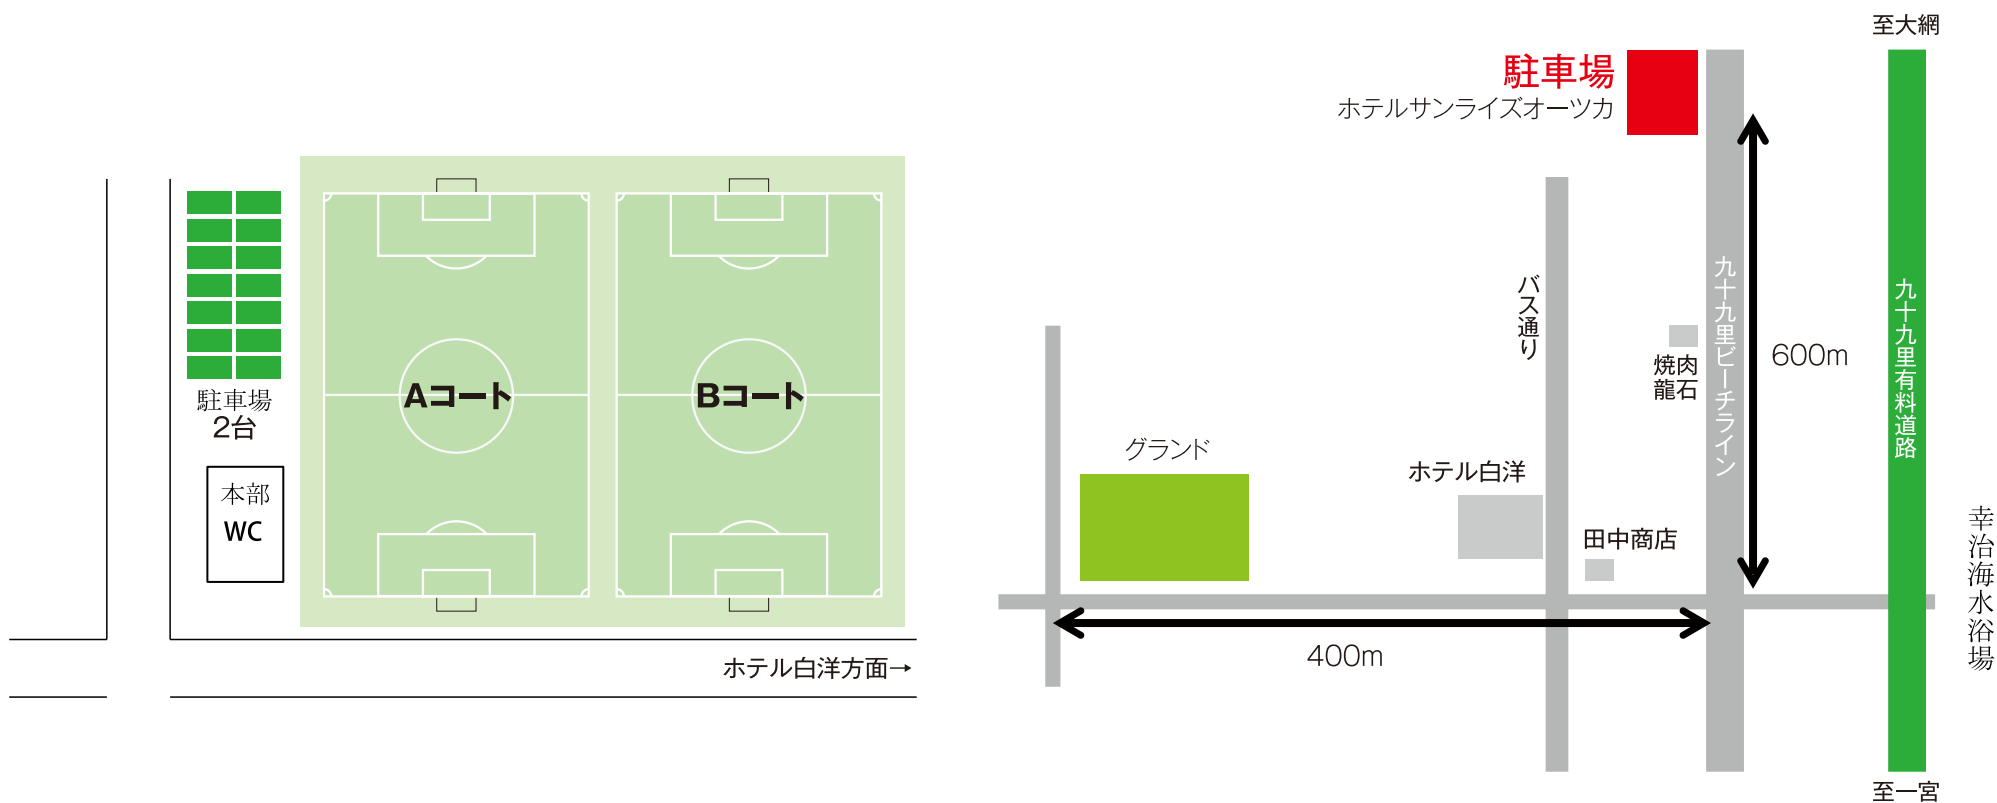 駐車場
2台
本部
WC
Aコート
Bコート
ホテル白洋方面→
至大網
駐車場
ホテルサンライズオーツカ
バス通り
九十九里ビーチライン
九十九里有料道路
焼肉
龍石
600m
グランド
ホテル白洋
田中商店
400m
幸治海水浴場
至一宮